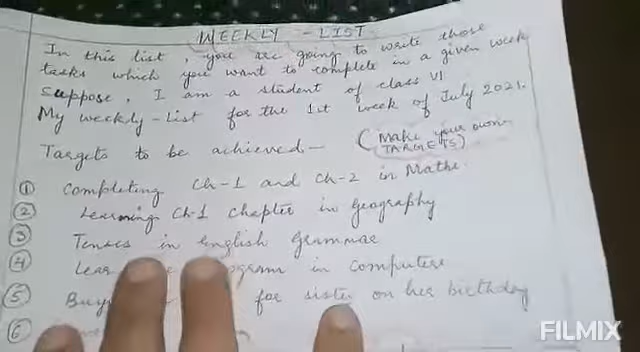 WEEKLY - LIST
In this list, you are going to write those
tasks which you want to complete in a given week
suppose, I am a student of class VI
My weekly-List for the 1st week of July 2021.
Targets to be achieved - (Make your own TARGETS)
① Completing Ch-1 and Ch-2 in Maths.
② Learning Ch-1 chapter in Geography
③ Tenses in English Grammar
④ in Computers
⑤ for sister on her birthday
⑥
FILMIX